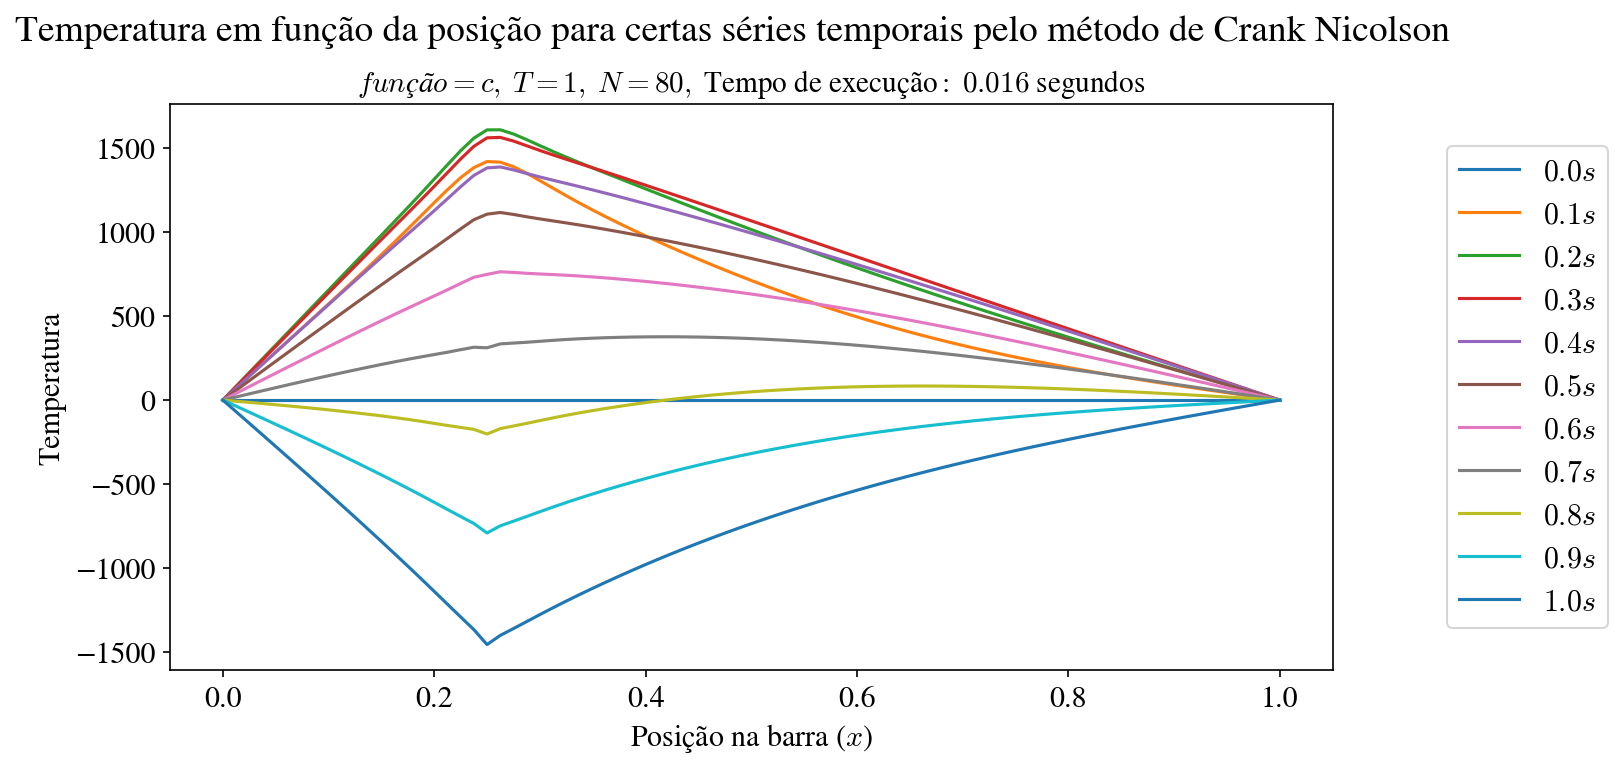 Temperatura em função da posição para certas séries temporais pelo método de Crank Nicolson
função = c, T = 1, N = 80, Tempo de execução: 0.016 segundos
1500
1000
500
0
−500
−1000
−1500
Temperatura
0.0
0.2
0.4
0.6
0.8
1.0
Posição na barra (x)
0.0s
0.1s
0.2s
0.3s
0.4s
0.5s
0.6s
0.7s
0.8s
0.9s
1.0s